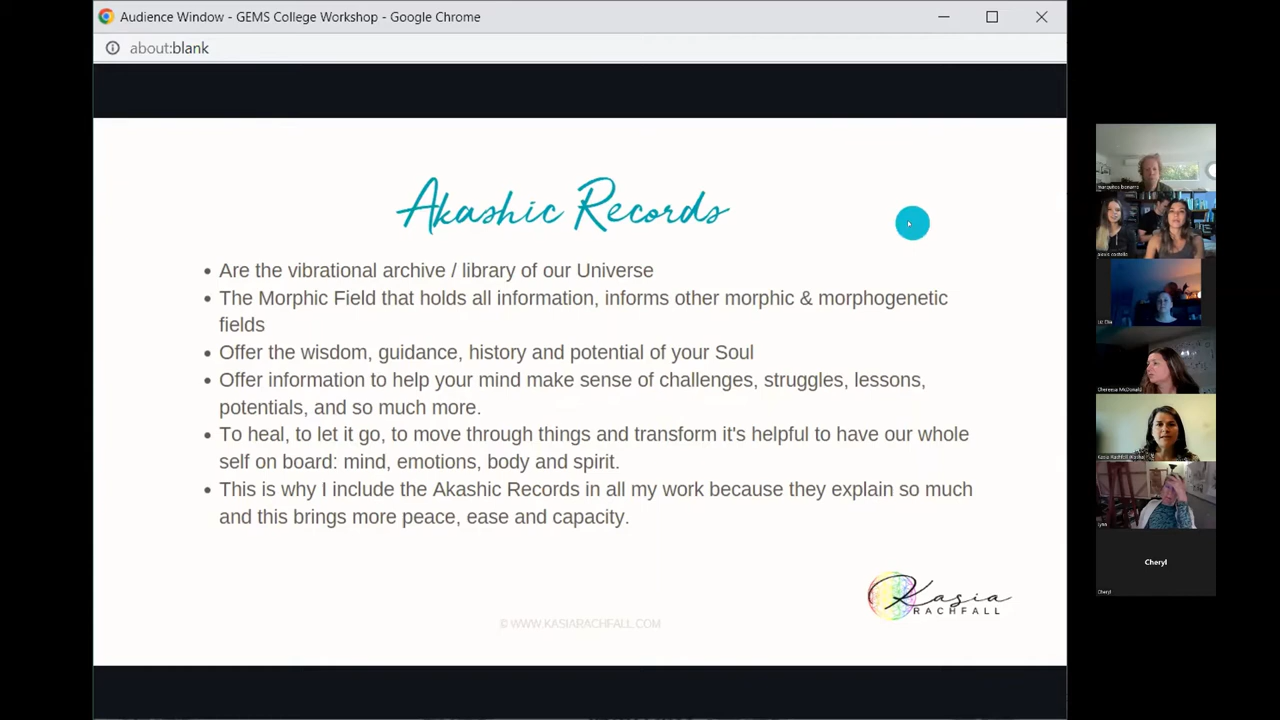 Audience Window - GEMS College Workshop - Google Chrome
about:blank
Akashic Records
• Are the vibrational archive / library of our Universe
• The Morphic Field that holds all information, informs other morphic & morphogenetic
fields
• Offer the wisdom, guidance, history and potential of your Soul
• Offer information to help your mind make sense of challenges, struggles, lessons,
potentials, and so much more.
• To heal, to let it go, to move through things and transform it's helpful to have our whole
self on board: mind, emotions, body and spirit.
• This is why I include the Akashic Records in all my work because they explain so much
and this brings more peace, ease and capacity.
Kasia
RACHFALL
© WWW.KASIARACHFALL.COM
alexis costello
Chereesa McDonald
Lynn
Cheryl
Cheryl